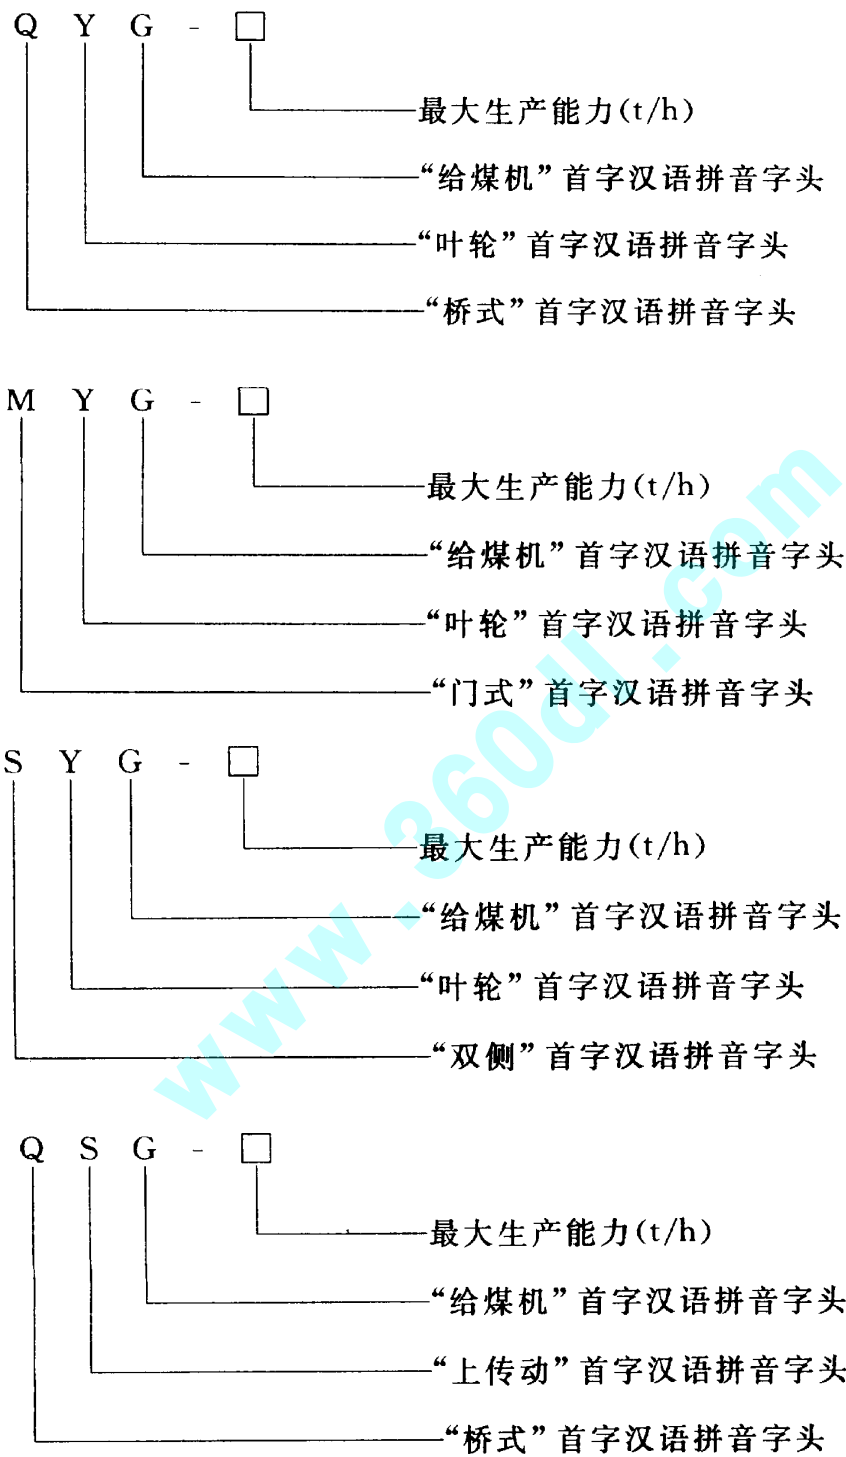 Q Y G - □
最大生产能力(t/h)
“给煤机”首字汉语拼音字头
“叶轮”首字汉语拼音字头
“桥式”首字汉语拼音字头
M Y G - □
最大生产能力(t/h)
“给煤机”首字汉语拼音字头
“叶轮”首字汉语拼音字头
“门式”首字汉语拼音字头
S Y G - □
最大生产能力(t/h)
“给煤机”首字汉语拼音字头
“叶轮”首字汉语拼音字头
“双侧”首字汉语拼音字头
Q S G - □
最大生产能力(t/h)
“给煤机”首字汉语拼音字头
“上传动”首字汉语拼音字头
“桥式”首字汉语拼音字头
www.360dl.com